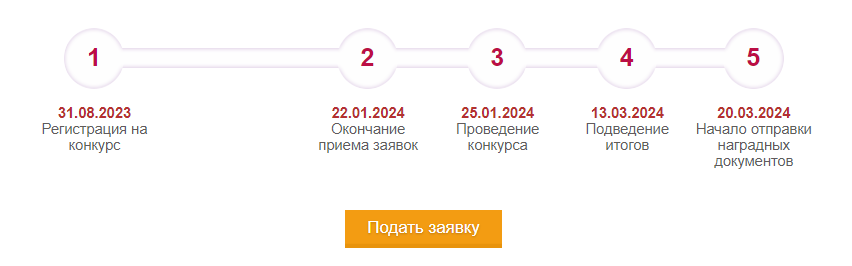 1
2
3
4
5
31.08.2023
Регистрация на
конкурс
22.01.2024
Окончание
приема заявок
25.01.2024
Проведение
конкурса
13.03.2024
Подведение
итогов
20.03.2024
Начало отправки
наградных
документов
Подать заявку